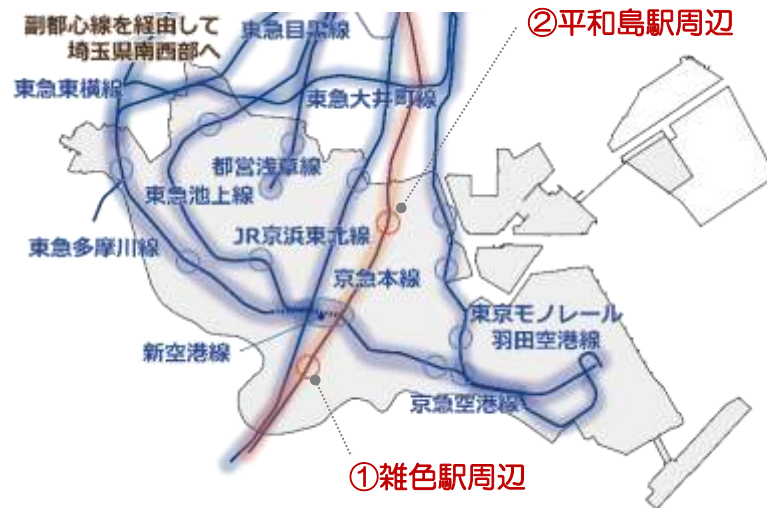 副都心線を経由して
埼玉県南西部へ
東急目黒線
②平和島駅周辺
東急東横線
東急大井町線
都営浅草線
東急池上線
JR京浜東北線
東急多摩川線
京急本線
東京モノレール
羽田空港線
新空港線
京急空港線
①雑色駅周辺